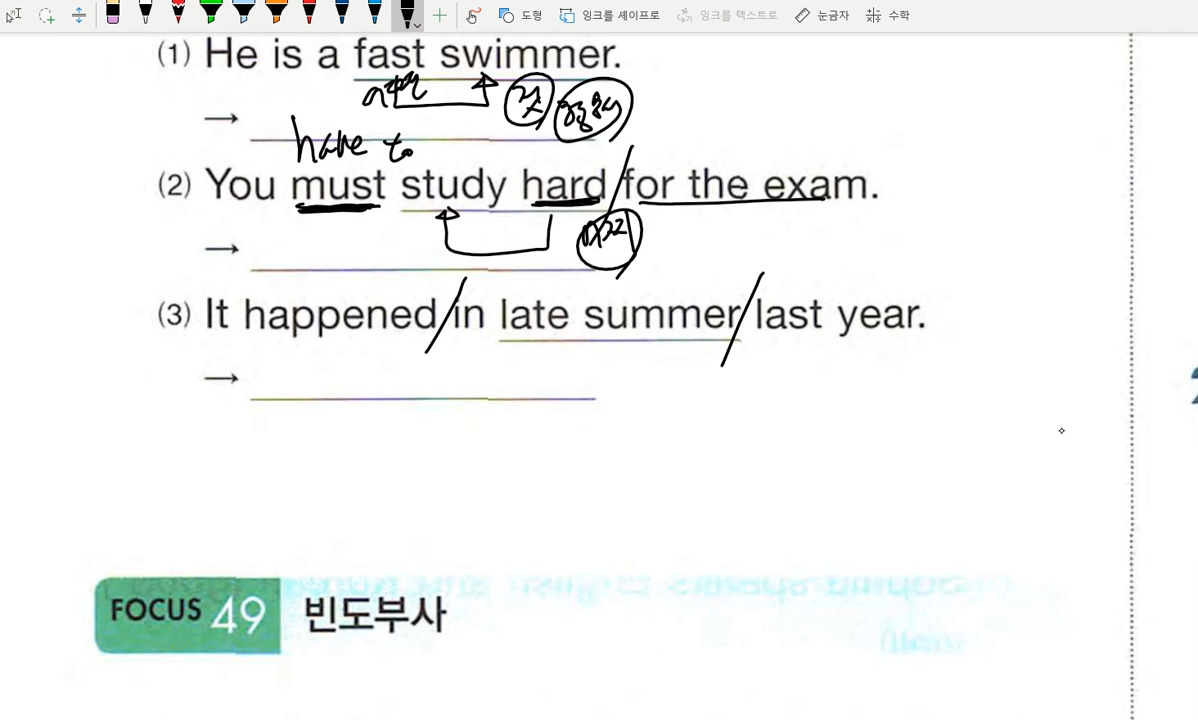 도형 잉크를 셰이프로 잉크를 텍스트로 눈금자 수학
(1) He is a fast swimmer.
→
have to
(2) You must study hard / for the exam.
→
(3) It happened / in late summer / last year.
→
FOCUS 49 빈도부사